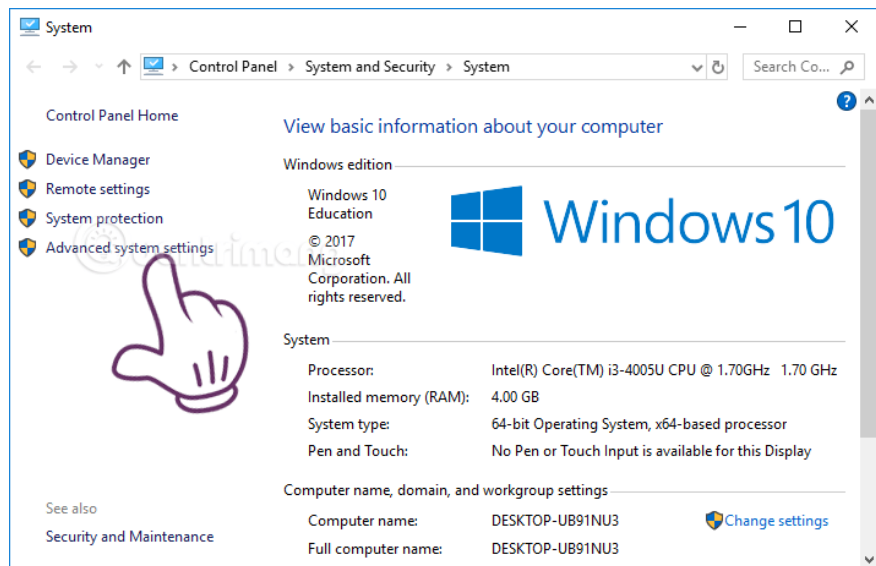 System
Control Panel > System and Security > System
Search Co...
Control Panel Home
Device Manager
Remote settings
System protection
Advanced system settings
See also
Security and Maintenance
?
View basic information about your computer
Windows edition
Windows 10
Education
© 2017
Microsoft
Corporation. All
rights reserved.
Windows 10
System
Processor: Intel(R) Core(TM) i3-4005U CPU @ 1.70GHz 1.70 GHz
Installed memory (RAM): 4.00 GB
System type: 64-bit Operating System, x64-based processor
Pen and Touch: No Pen or Touch Input is available for this Display
Computer name, domain, and workgroup settings
Computer name: DESKTOP-UB91NU3 Change settings
Full computer name: DESKTOP-UB91NU3